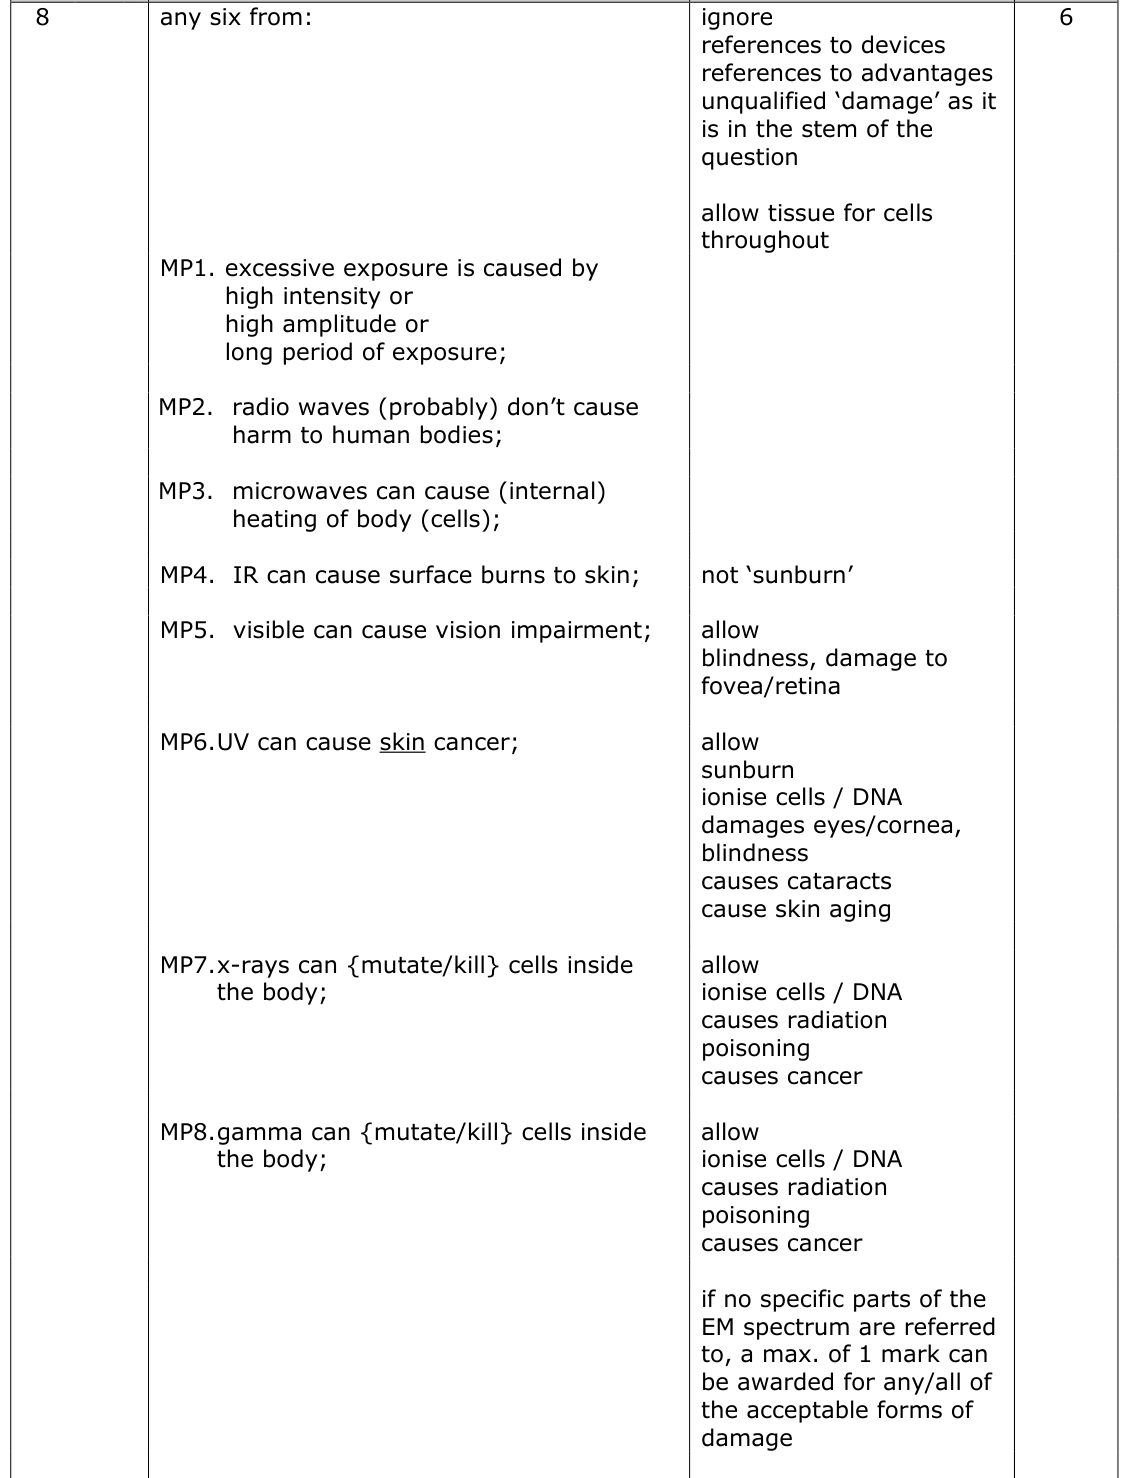 8
any six from:
ignore
6
references to devices
references to advantages
unqualified ‘damage’ as it
is in the stem of the
question
allow tissue for cells
throughout
MP1. excessive exposure is caused by
high intensity or
high amplitude or
long period of exposure;
MP2. radio waves (probably) don’t cause
harm to human bodies;
MP3. microwaves can cause (internal)
heating of body (cells);
MP4. IR can cause surface burns to skin;
not ‘sunburn’
MP5. visible can cause vision impairment;
allow
blindness, damage to
fovea/retina
MP6.UV can cause skin cancer;
allow
sunburn
ionise cells / DNA
damages eyes/cornea,
blindness
causes cataracts
cause skin aging
MP7.x-rays can {mutate/kill} cells inside
the body;
allow
ionise cells / DNA
causes radiation
poisoning
causes cancer
MP8.gamma can {mutate/kill} cells inside
the body;
allow
ionise cells / DNA
causes radiation
poisoning
causes cancer
if no specific parts of the
EM spectrum are referred
to, a max. of 1 mark can
be awarded for any/all of
the acceptable forms of
damage